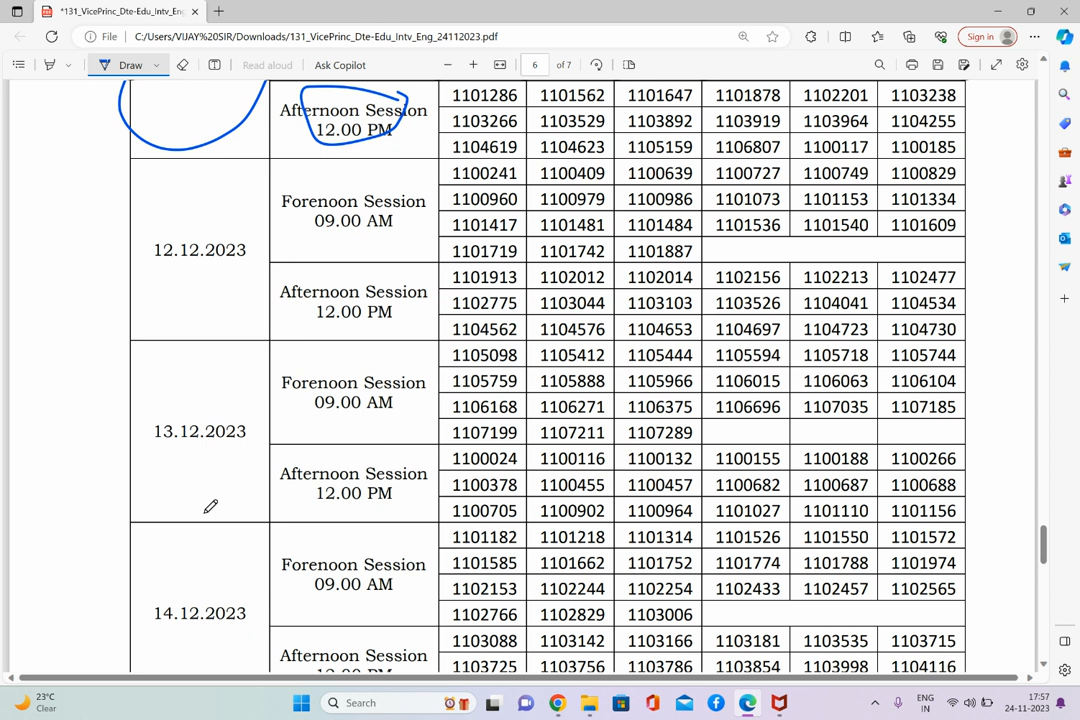 *131_VicePrinc_Dte-Edu_Intv_Eng
File C:/Users/VIJAY SIR/Downloads/131_VicePrinc_Dte-Edu_Intv_Eng_24112023.pdf
Sign in
Draw Read aloud Ask Copilot 6 of 7
Afternoon Session 12.00 PM
1101286 1101562 1101647 1101878 1102201 1103238
1103266 1103529 1103892 1103919 1103964 1104255
1104619 1104623 1105159 1106807 1100117 1100185
12.12.2023
Forenoon Session 09.00 AM
1100241 1100409 1100639 1100727 1100749 1100829
1100960 1100979 1100986 1101073 1101153 1101334
1101417 1101481 1101484 1101536 1101540 1101609
1101719 1101742 1101887
Afternoon Session 12.00 PM
1101913 1102012 1102014 1102156 1102213 1102477
1102775 1103044 1103103 1103526 1104041 1104534
1104562 1104576 1104653 1104697 1104723 1104730
13.12.2023
Forenoon Session 09.00 AM
1105098 1105412 1105444 1105594 1105718 1105744
1105759 1105888 1105966 1106015 1106063 1106104
1106168 1106271 1106375 1106696 1107035 1107185
1107199 1107211 1107289
Afternoon Session 12.00 PM
1100024 1100116 1100132 1100155 1100188 1100266
1100378 1100455 1100457 1100682 1100687 1100688
1100705 1100902 1100964 1101027 1101110 1101156
14.12.2023
Forenoon Session 09.00 AM
1101182 1101218 1101314 1101526 1101550 1101572
1101585 1101662 1101752 1101774 1101788 1101974
1102153 1102244 1102254 1102433 1102457 1102565
1102766 1102829 1103006
Afternoon Session
1103088 1103142 1103166 1103181 1103535 1103715
1103725 1103756 1103786 1103854 1103998 1104116
23°C
Clear
Search
ENG
IN
17:57
24-11-2023